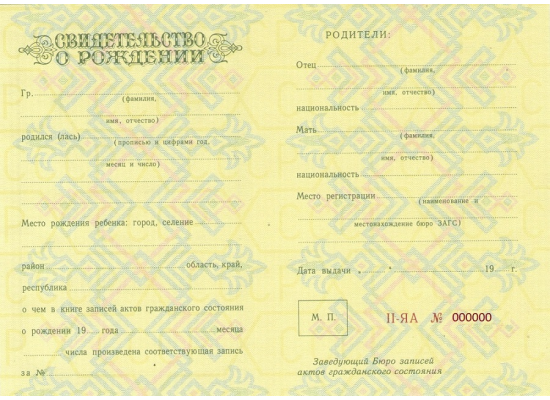 СВИДЕТЕЛЬСТВО
О РОЖДЕНИИ
Гр.
(фамилия,
имя, отчество)
родился (лась)
(прописью и цифрами год,
месяц и число)
Место рождения ребенка: город, селение
район область, край,
республика
о чем в книге записей актов гражданского состояния
о рождении 19 года месяца
числа произведена соответствующая запись
за №
РОДИТЕЛИ:
Отец
(фамилия,
имя, отчество)
национальность
Мать
(фамилия,
имя, отчество)
национальность
Место регистрации
(наименование и
местонахождение бюро ЗАГС)
Дата выдачи „ “ 19 г.
М. П.
II-ЯА № 000000
Заведующий Бюро записей
актов гражданского состояния